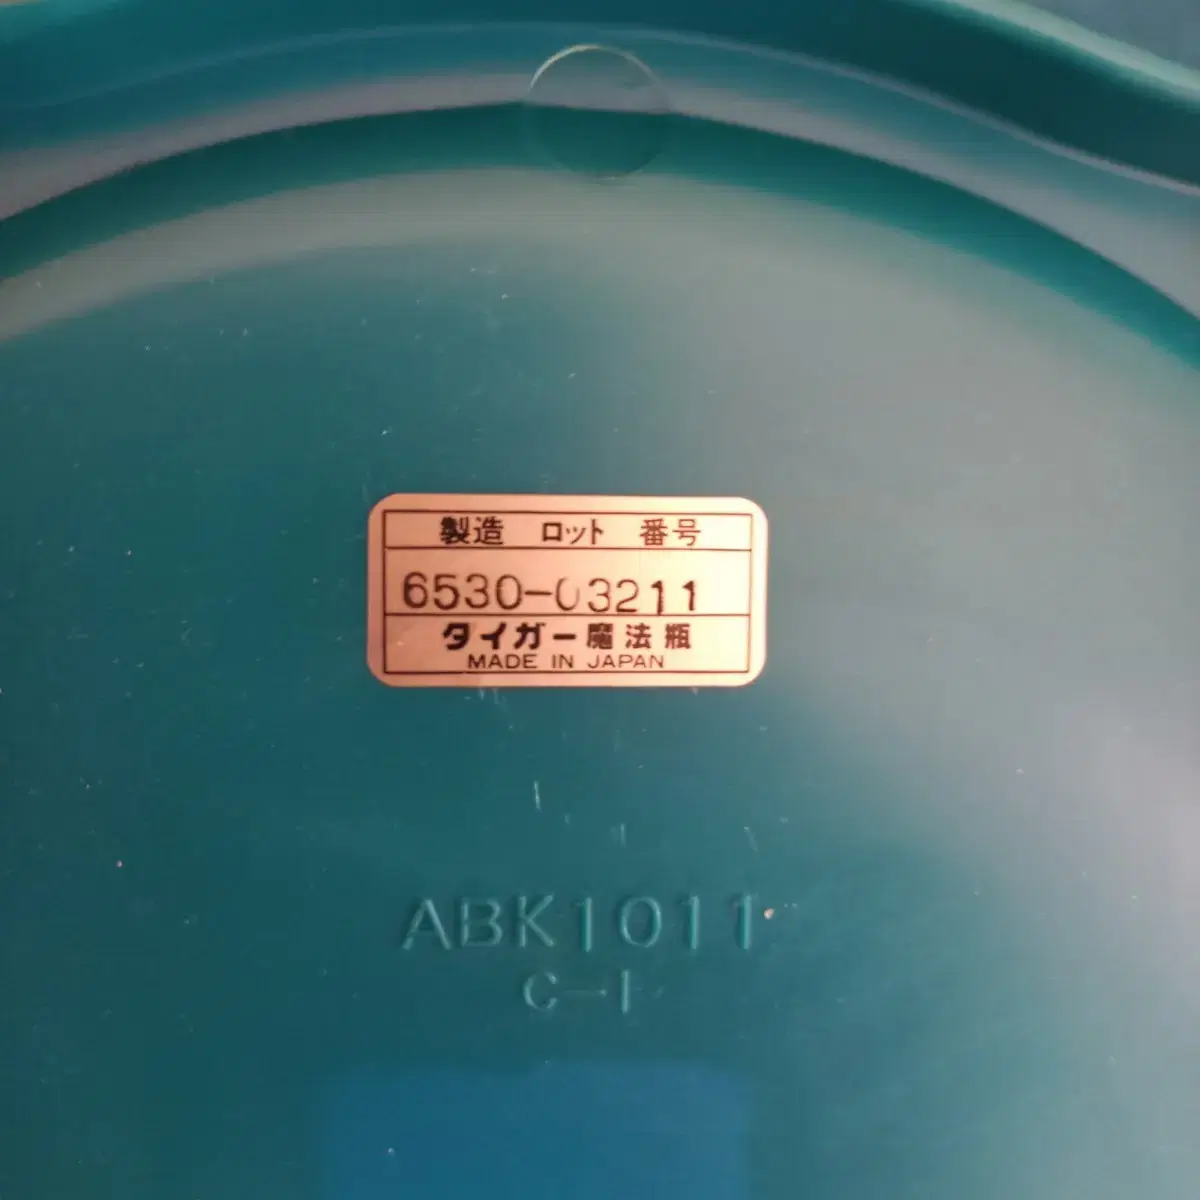 製造 ロット 番号
6530-03211
タイガー魔法瓶
MADE IN JAPAN
ABK1011
C-1